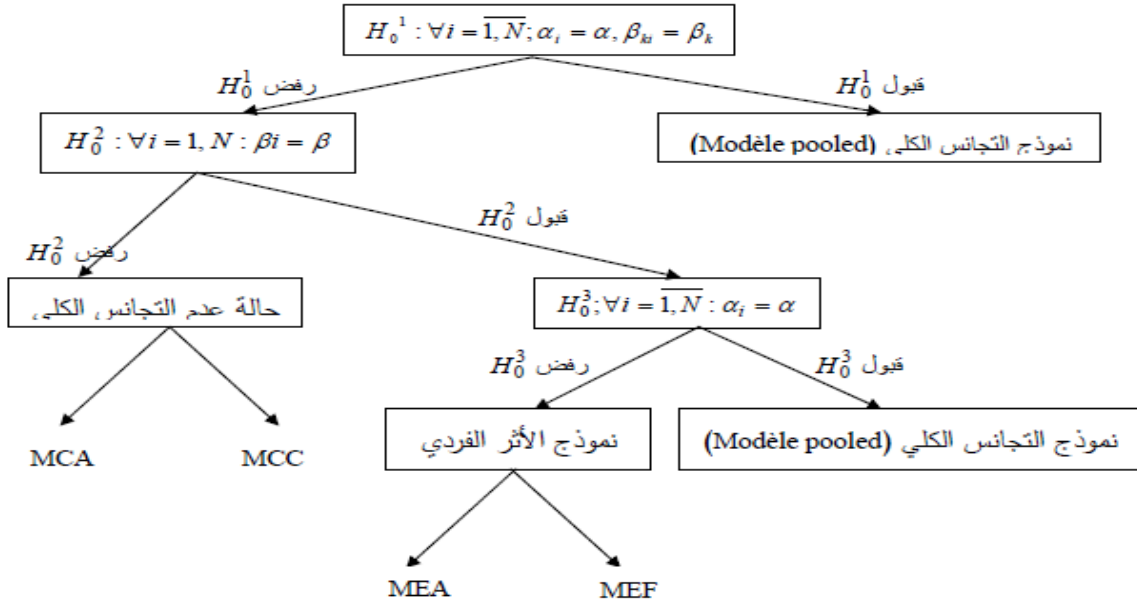 H₀¹ : ∀i = \overline{1, N}; αᵢ = α, βₖᵢ = βₖ
رفض H₀¹
قبول H₀¹
H₀² : ∀i = 1, N : βi = β
نموذج التجانس الكلي (Modèle pooled)
قبول H₀²
رفض H₀²
حالة عدم التجانس الكلي
H₀³; ∀i = \overline{1, N} : αᵢ = α
رفض H₀³
قبول H₀³
نموذج الأثر الفردي
نموذج التجانس الكلي (Modèle pooled)
MCA
MCC
MEA
MEF